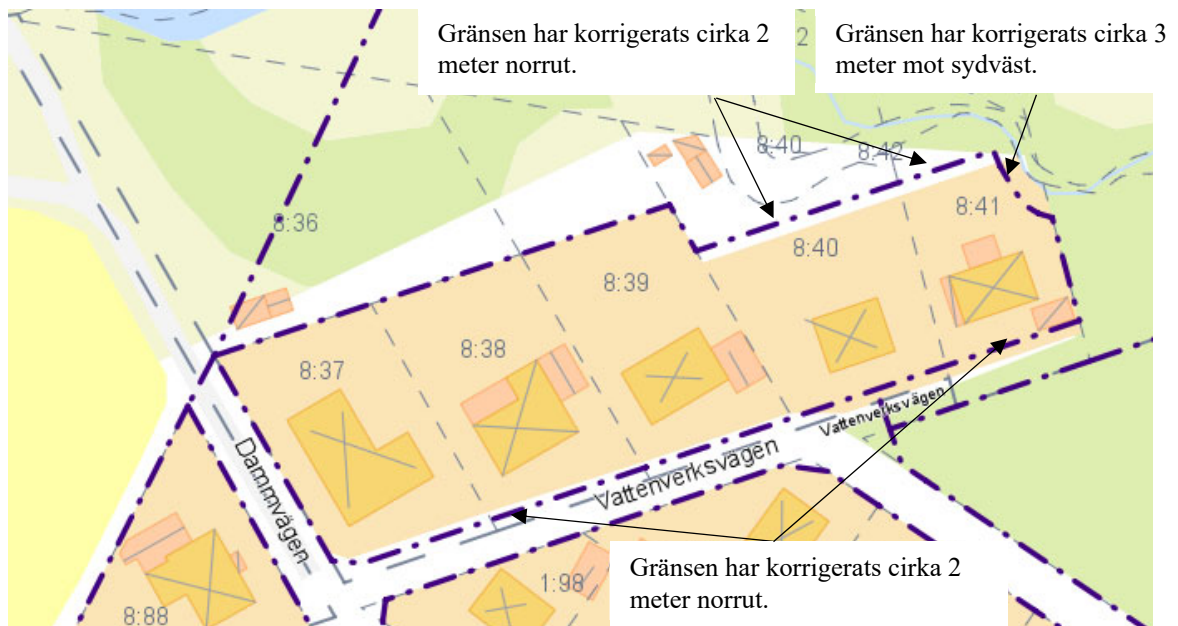 Gränsen har korrigerats cirka 2
meter norrut.
Gränsen har korrigerats cirka 3
meter mot sydväst.
2
8:40
8:42
8:36
8:41
8:40
8:39
8:38
8:37
Vattenverksvägen
Vattenverksvägen
Dammvägen
Gränsen har korrigerats cirka 2
meter norrut.
1:98
8:88